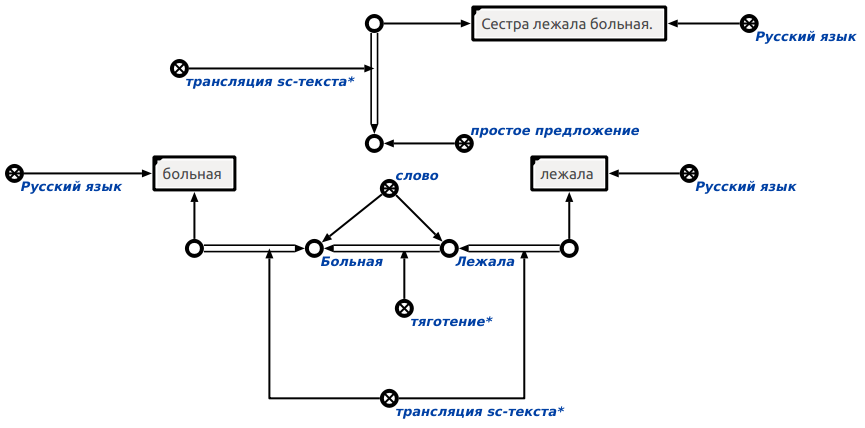 Сестра лежала больная.
Русский язык
трансляция sc-текста*
простое предложение
больная
слово
лежала
Русский язык
Русский язык
Больная
Лежала
тяготение*
трансляция sc-текста*